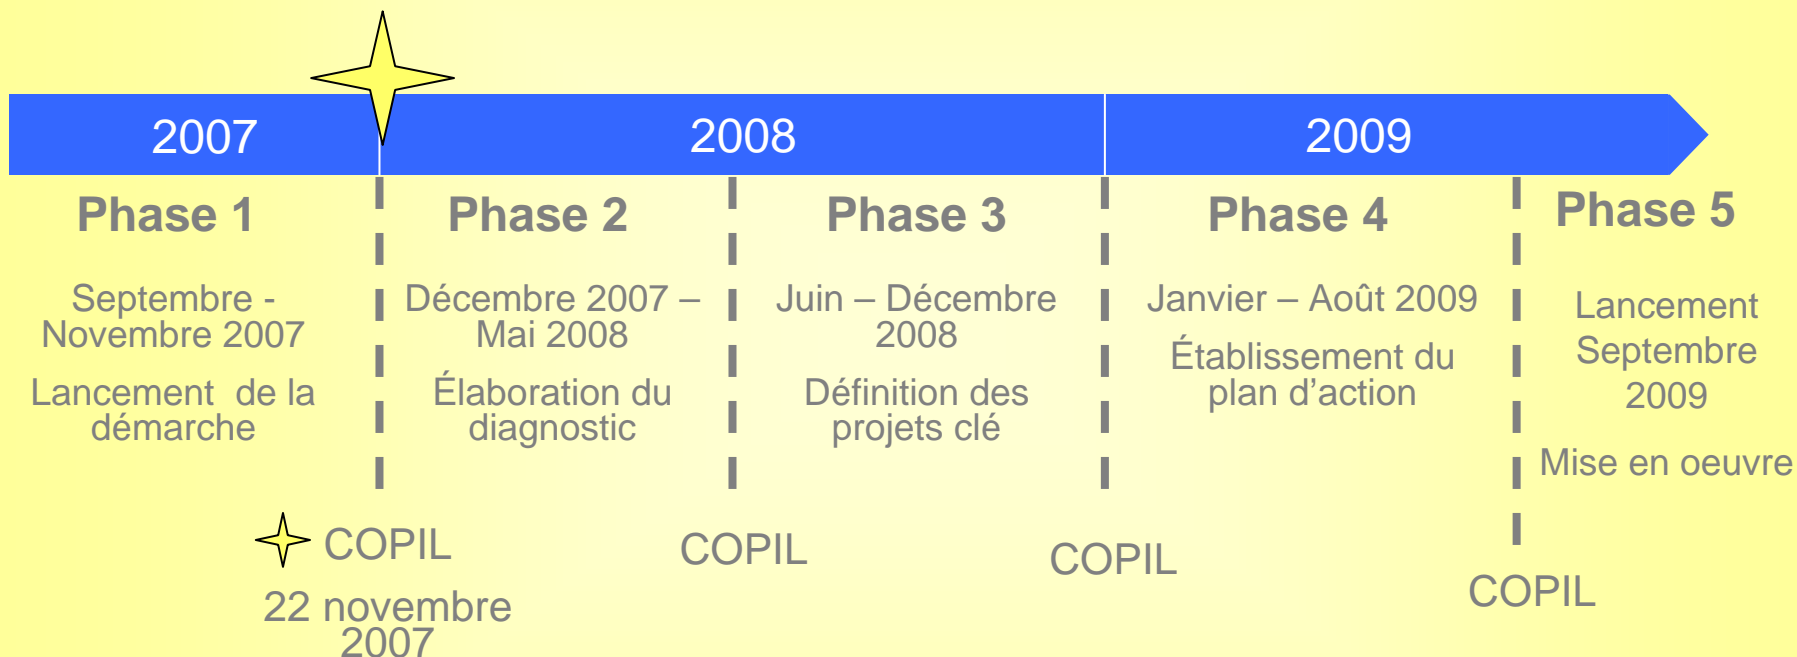 2007
2008
2009
Phase 1
Septembre -
Novembre 2007
Lancement de la
démarche
Phase 2
Décembre 2007 –
Mai 2008
Élaboration du
diagnostic
Phase 3
Juin – Décembre
2008
Définition des
projets clé
Phase 4
Janvier – Août 2009
Établissement du
plan d’action
Phase 5
Lancement
Septembre
2009
Mise en oeuvre
COPIL
22 novembre
2007
COPIL
COPIL
COPIL